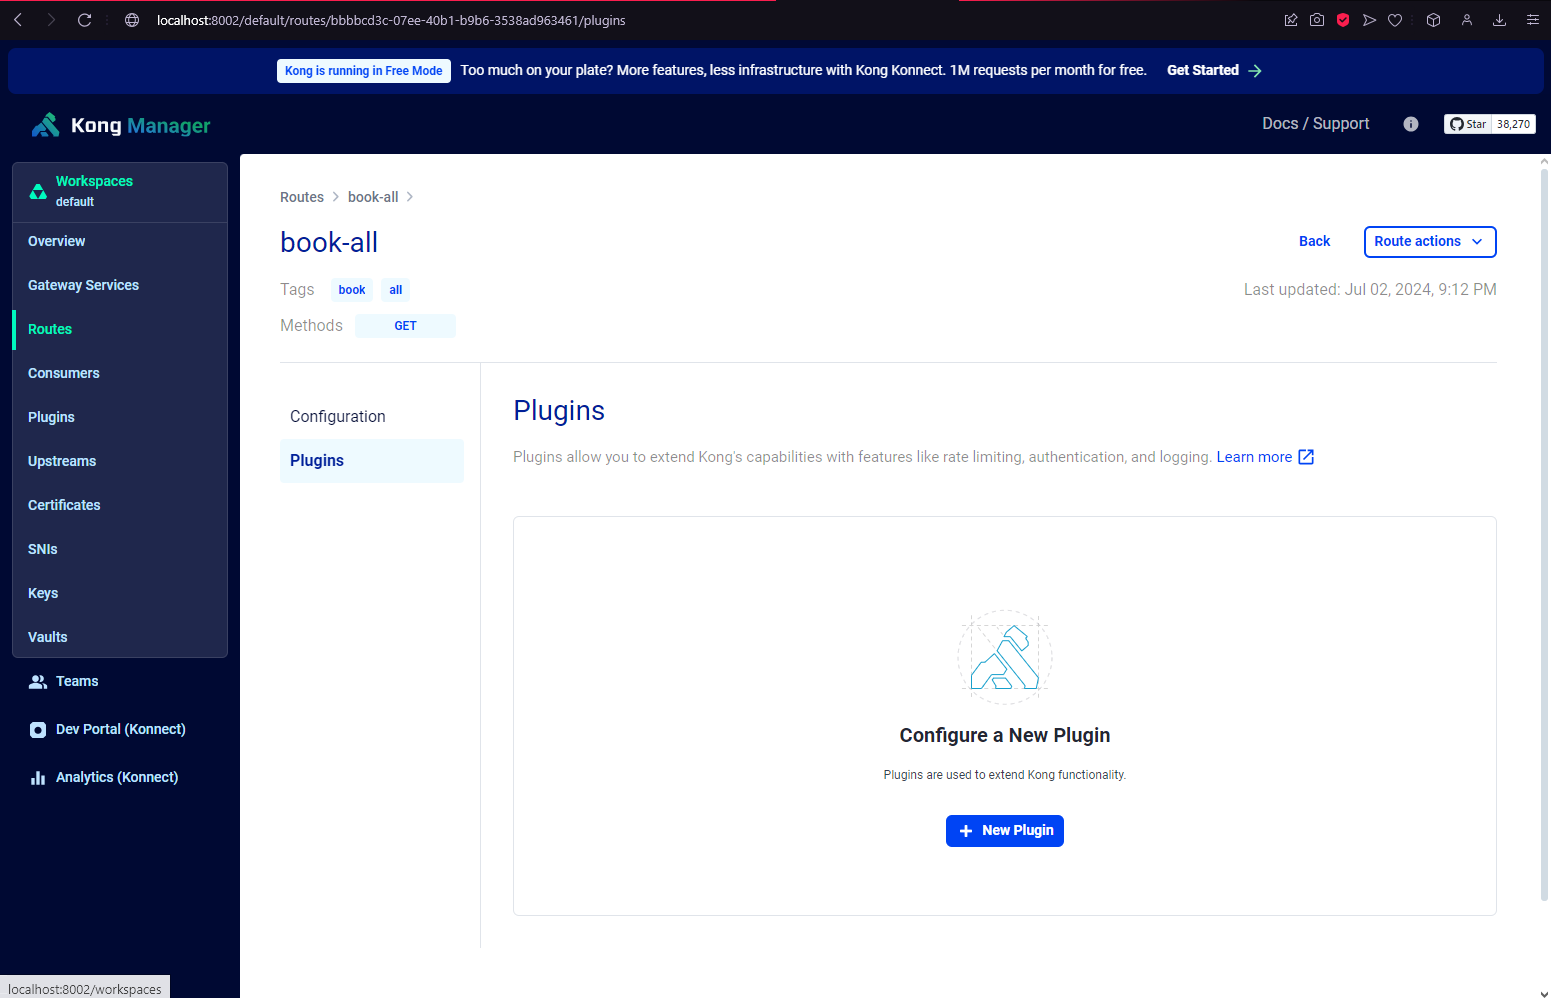 localhost:8002/default/routes/bbbbcd3c-07ee-40b1-b9b6-3538ad963461/plugins
Kong is running in Free Mode Too much on your plate? More features, less infrastructure with Kong Konnect. 1M requests per month for free. Get Started
Kong Manager
Docs / Support
Star 38,270
Workspaces
default
Overview
Gateway Services
Routes
Consumers
Plugins
Upstreams
Certificates
SNIs
Keys
Vaults
Teams
Dev Portal (Konnect)
Analytics (Konnect)
Routes book-all
book-all
Back
Route actions
Tags book all
Last updated: Jul 02, 2024, 9:12 PM
Methods GET
Configuration
Plugins
Plugins
Plugins allow you to extend Kong's capabilities with features like rate limiting, authentication, and logging. Learn more
Configure a New Plugin
Plugins are used to extend Kong functionality.
+ New Plugin
localhost:8002/workspaces